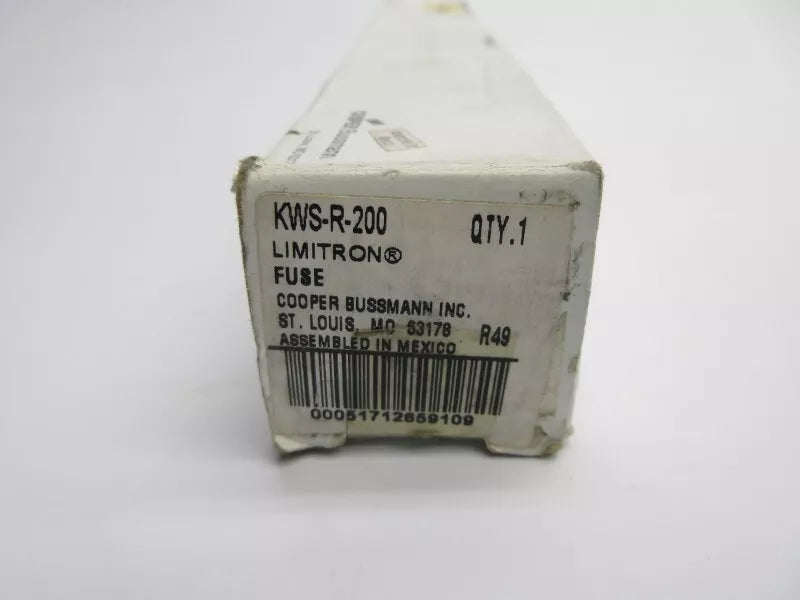 KWS-R-200 QTY.1
LIMITRON®
FUSE
COOPER BUSSMANN INC.
ST. LOUIS, MO 63178 R49
ASSEMBLED IN MEXICO
00051712659109